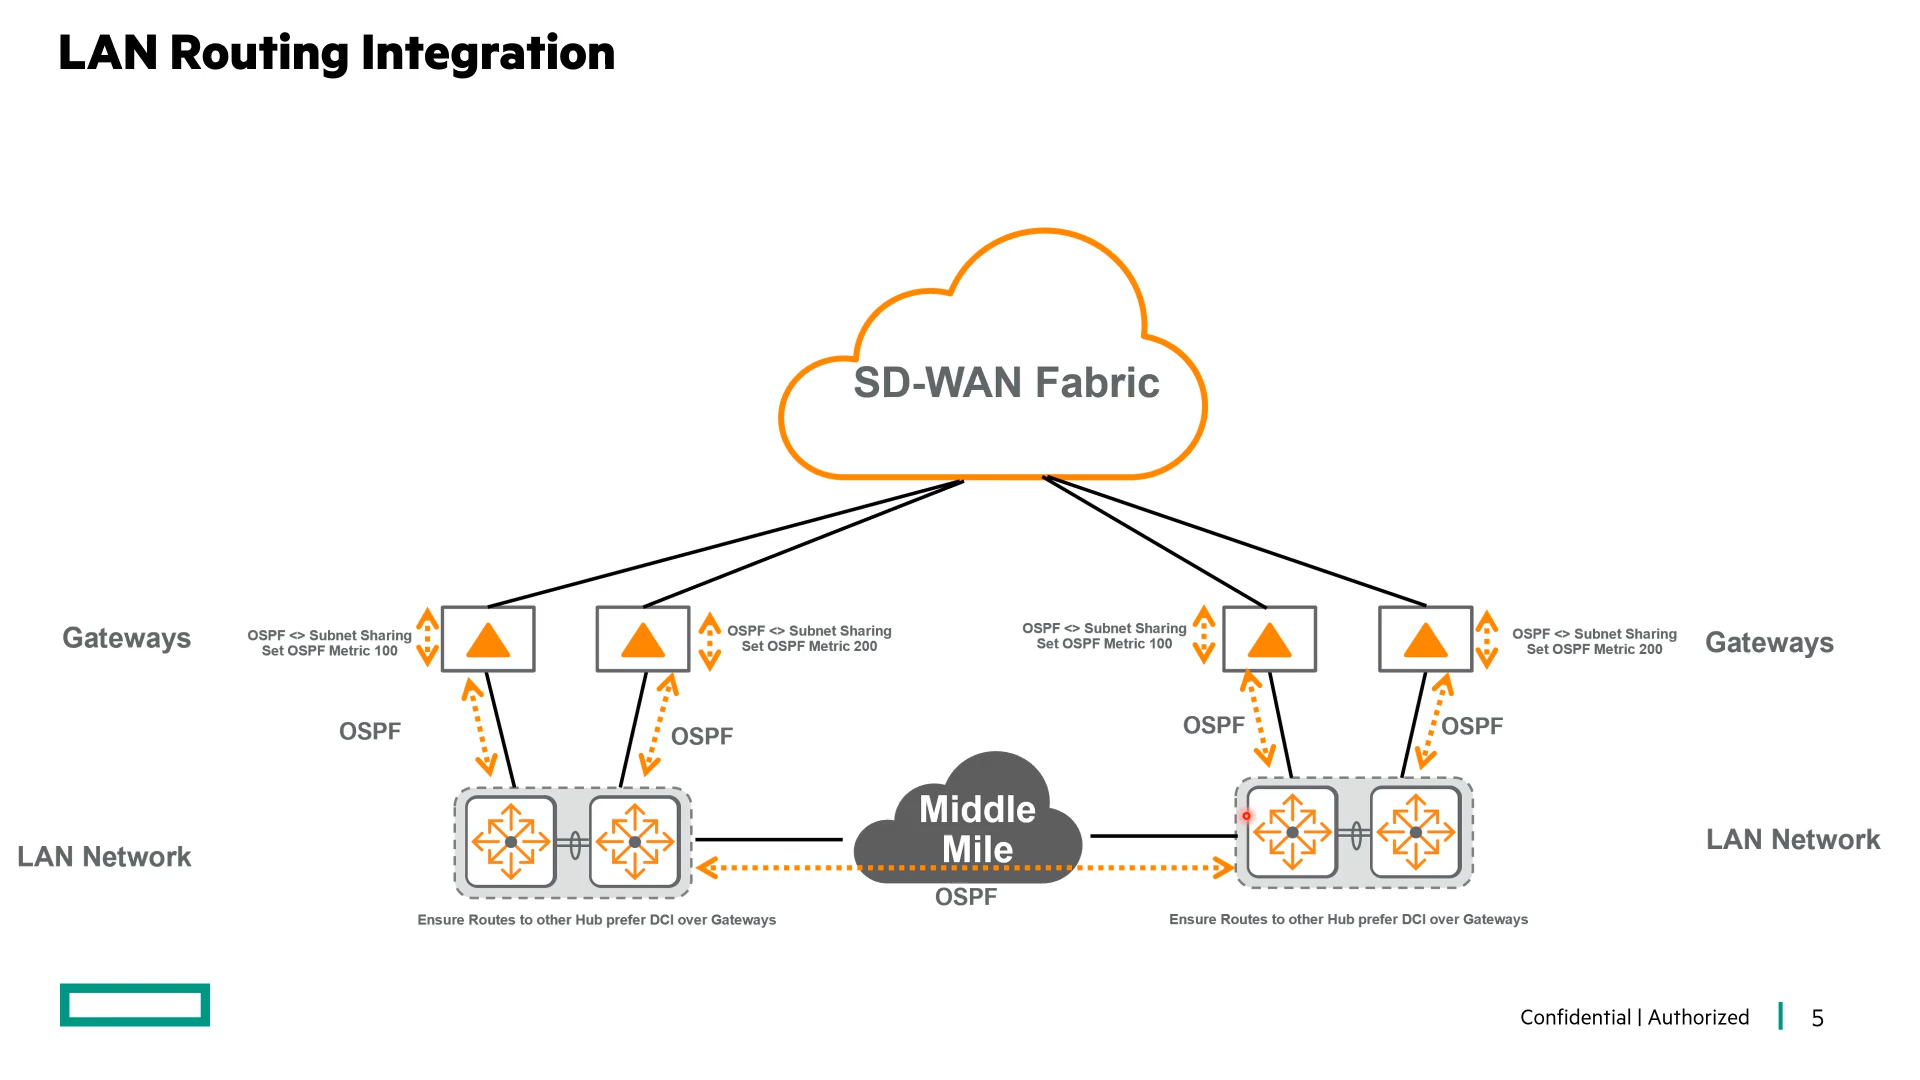 LAN Routing Integration
SD-WAN Fabric
Gateways
OSPF <> Subnet Sharing
Set OSPF Metric 100
OSPF <> Subnet Sharing
Set OSPF Metric 200
OSPF <> Subnet Sharing
Set OSPF Metric 100
OSPF <> Subnet Sharing
Set OSPF Metric 200
Gateways
OSPF
OSPF
OSPF
OSPF
LAN Network
Middle
Mile
OSPF
LAN Network
Ensure Routes to other Hub prefer DCI over Gateways
Ensure Routes to other Hub prefer DCI over Gateways
Confidential | Authorized
5